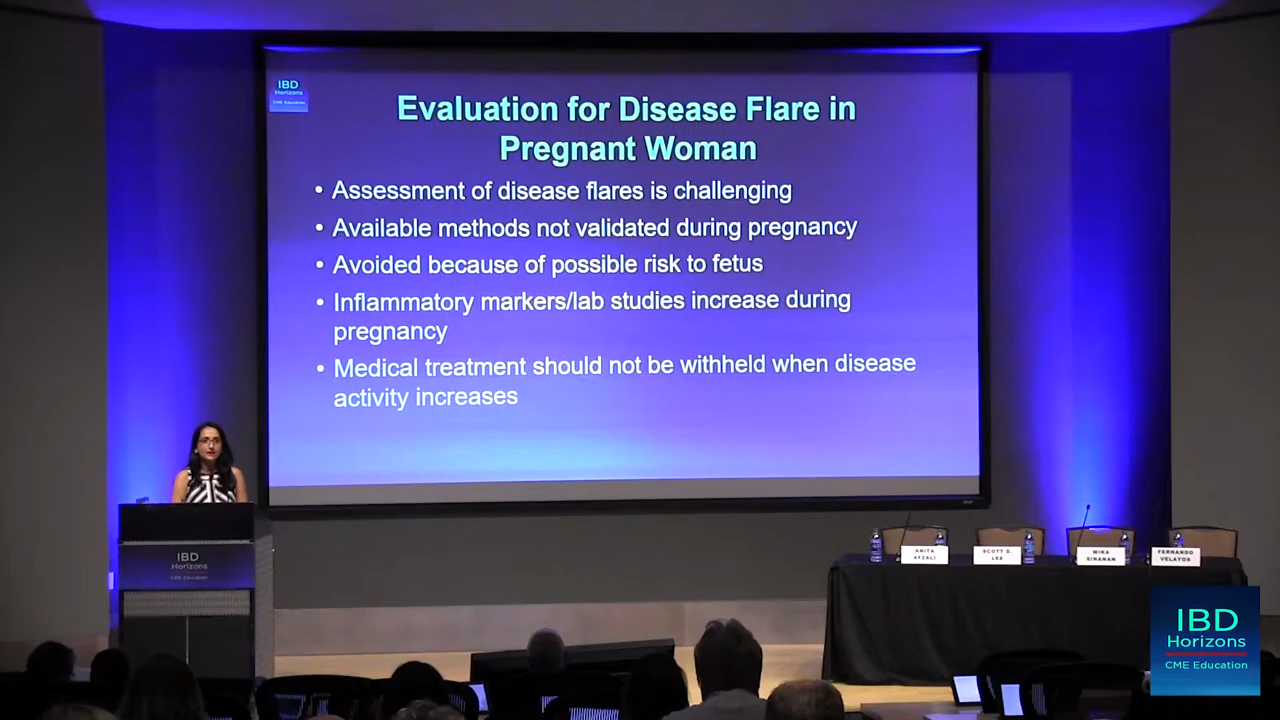 IBD
Horizons
CME Education
Evaluation for Disease Flare in
Pregnant Woman
• Assessment of disease flares is challenging
• Available methods not validated during pregnancy
• Avoided because of possible risk to fetus
• Inflammatory markers/lab studies increase during
pregnancy
• Medical treatment should not be withheld when disease
activity increases
IBD
Horizons
CME Education
ANITA
AFZALI
SCOTT D.
LEE
MIKA
SINANAN
FERNANDO
VELAYOS
IBD
Horizons
CME Education